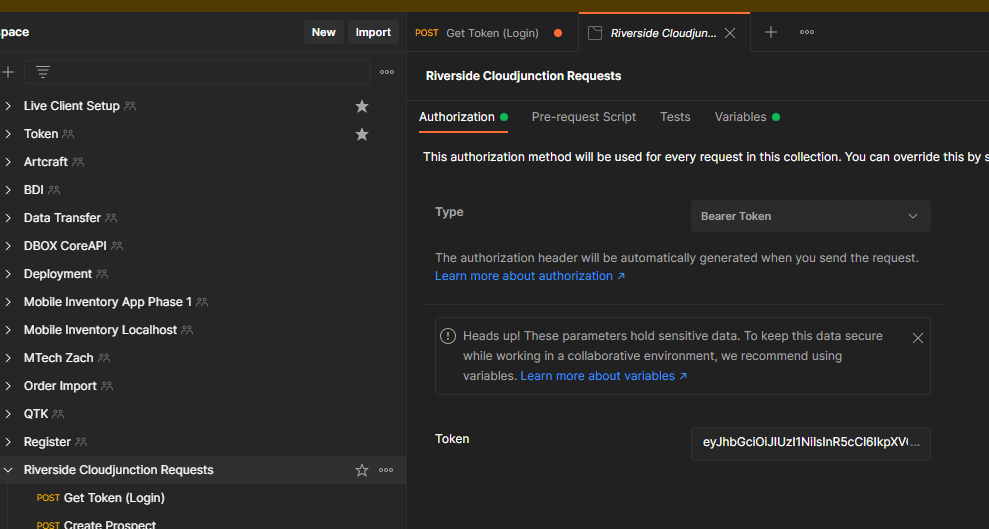 pace
New
Import
POST Get Token (Login)
Riverside Cloudjun...
Riverside Cloudjunction Requests
Live Client Setup
Token
Artcraft
BDI
Data Transfer
DBOX CoreAPI
Deployment
Mobile Inventory App Phase 1
Mobile Inventory Localhost
MTech Zach
Order Import
QTK
Register
Riverside Cloudjunction Requests
POST Get Token (Login)
POST Create Prospect
Authorization
Pre-request Script
Tests
Variables
This authorization method will be used for every request in this collection. You can override this by s
Type
Bearer Token
The authorization header will be automatically generated when you send the request.
Learn more about authorization ↗
Heads up! These parameters hold sensitive data. To keep this data secure
while working in a collaborative environment, we recommend using
variables. Learn more about variables ↗
Token
eyJhbGciOiJIUzI1NiIsInR5cCI6IkpXV(...